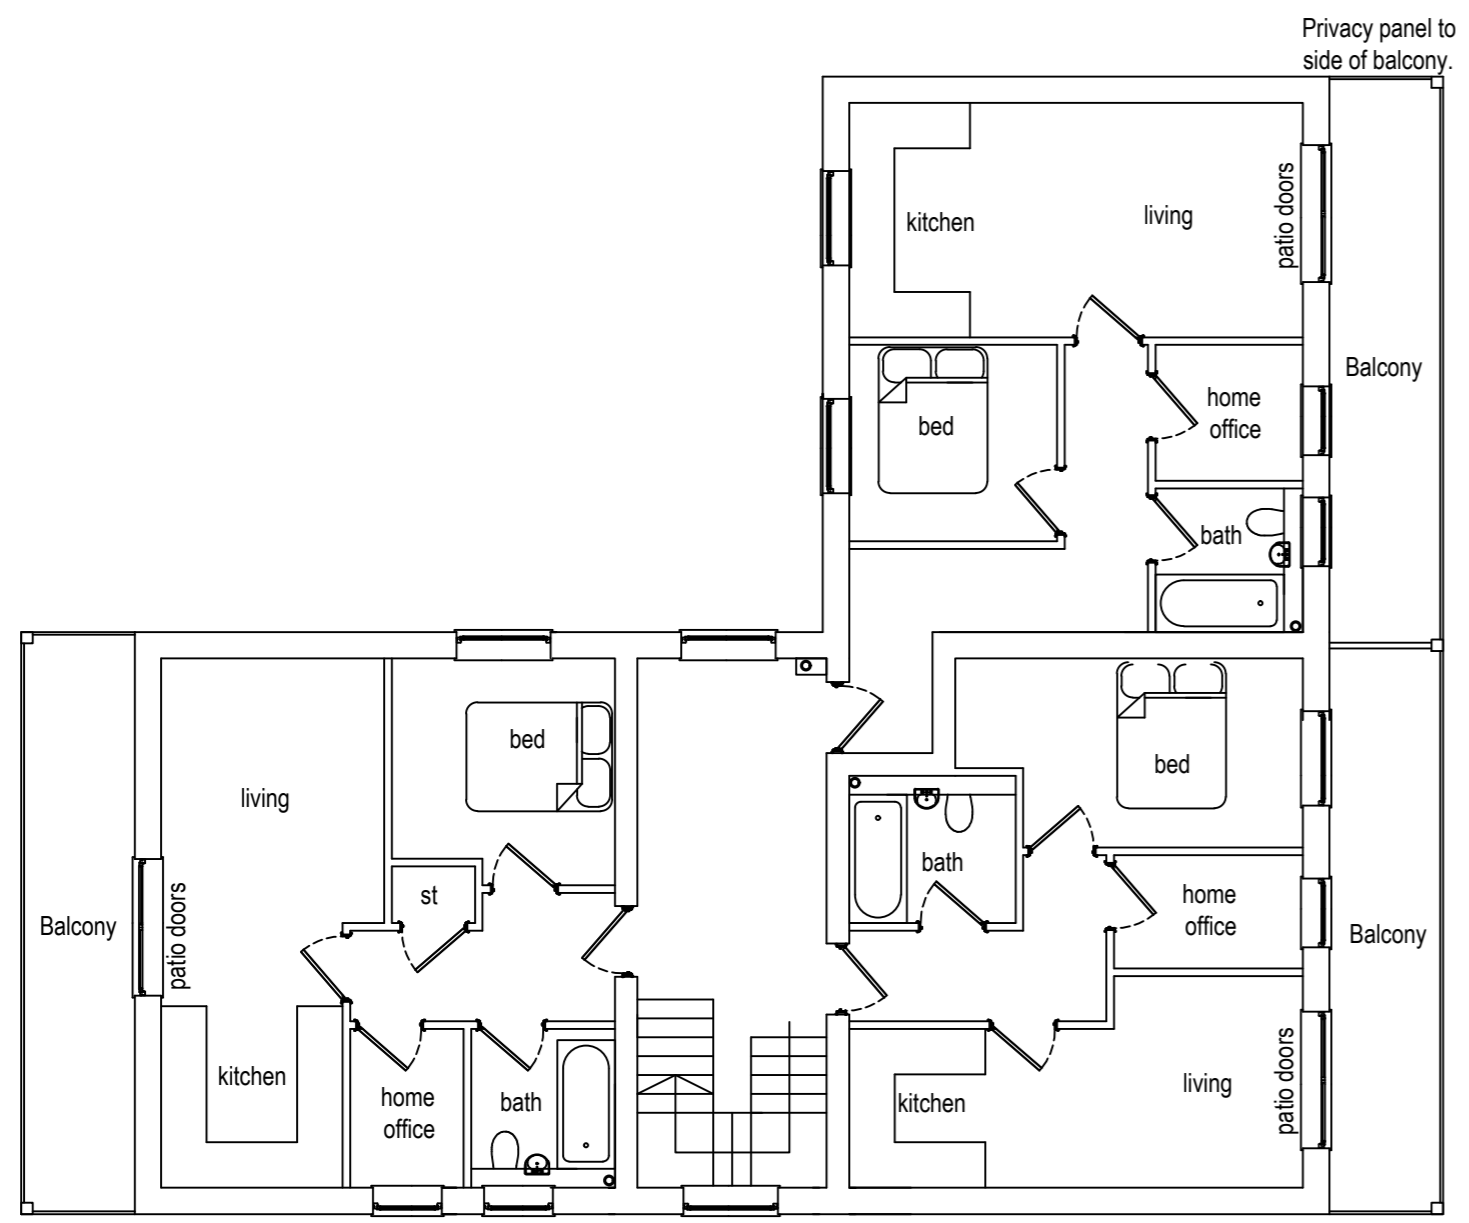 Privacy panel to
side of balcony.
kitchen
living
patio doors
Balcony
bed
home
office
bath
bed
living
st
Balcony
patio doors
kitchen
home
office
bath
bed
bath
home
office
Balcony
kitchen
living
patio doors